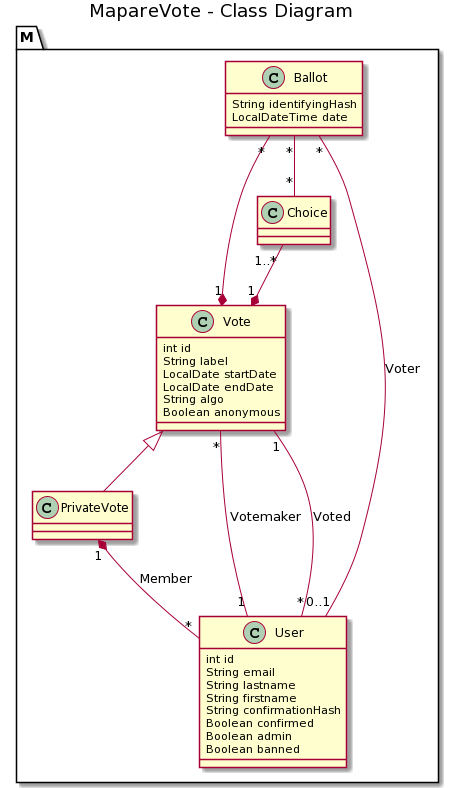 MapareVote - Class Diagram
M
C Ballot
String identifyingHash
LocalDateTime date
*
*
*
*
C Choice
1..*
1
1
C Vote
int id
String label
LocalDate startDate
LocalDate endDate
String algo
Boolean anonymous
Voter
*
1
C PrivateVote
Votemaker
Voted
1
Member
*
1
*
0..1
C User
int id
String email
String lastname
String firstname
String confirmationHash
Boolean confirmed
Boolean admin
Boolean banned